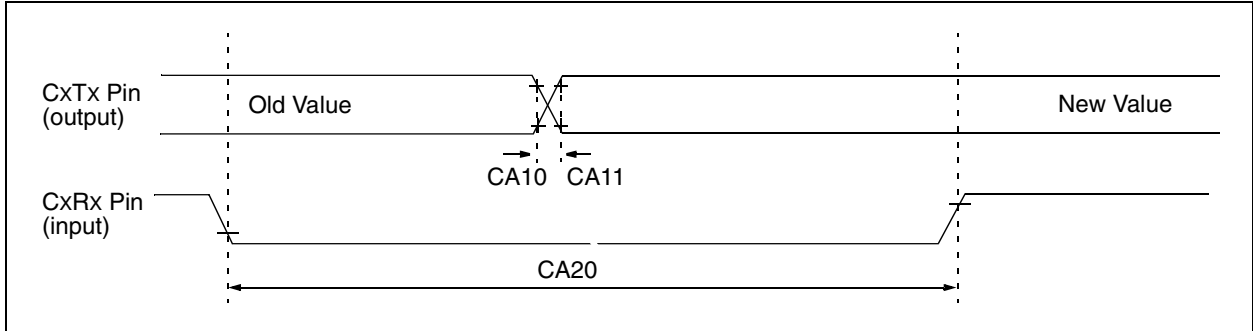 CxTx Pin
(output)
Old Value
New Value
CA10 CA11
CxRx Pin
(input)
CA20